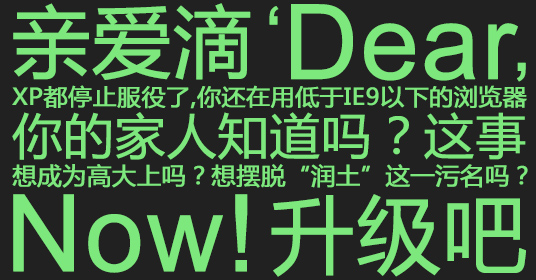 亲爱滴‘Dear,
XP都停止服役了,你还在用低于IE9以下的浏览器
你的家人知道吗？这事
想成为高大上吗？想摆脱“润土”这一污名吗？
Now!升级吧